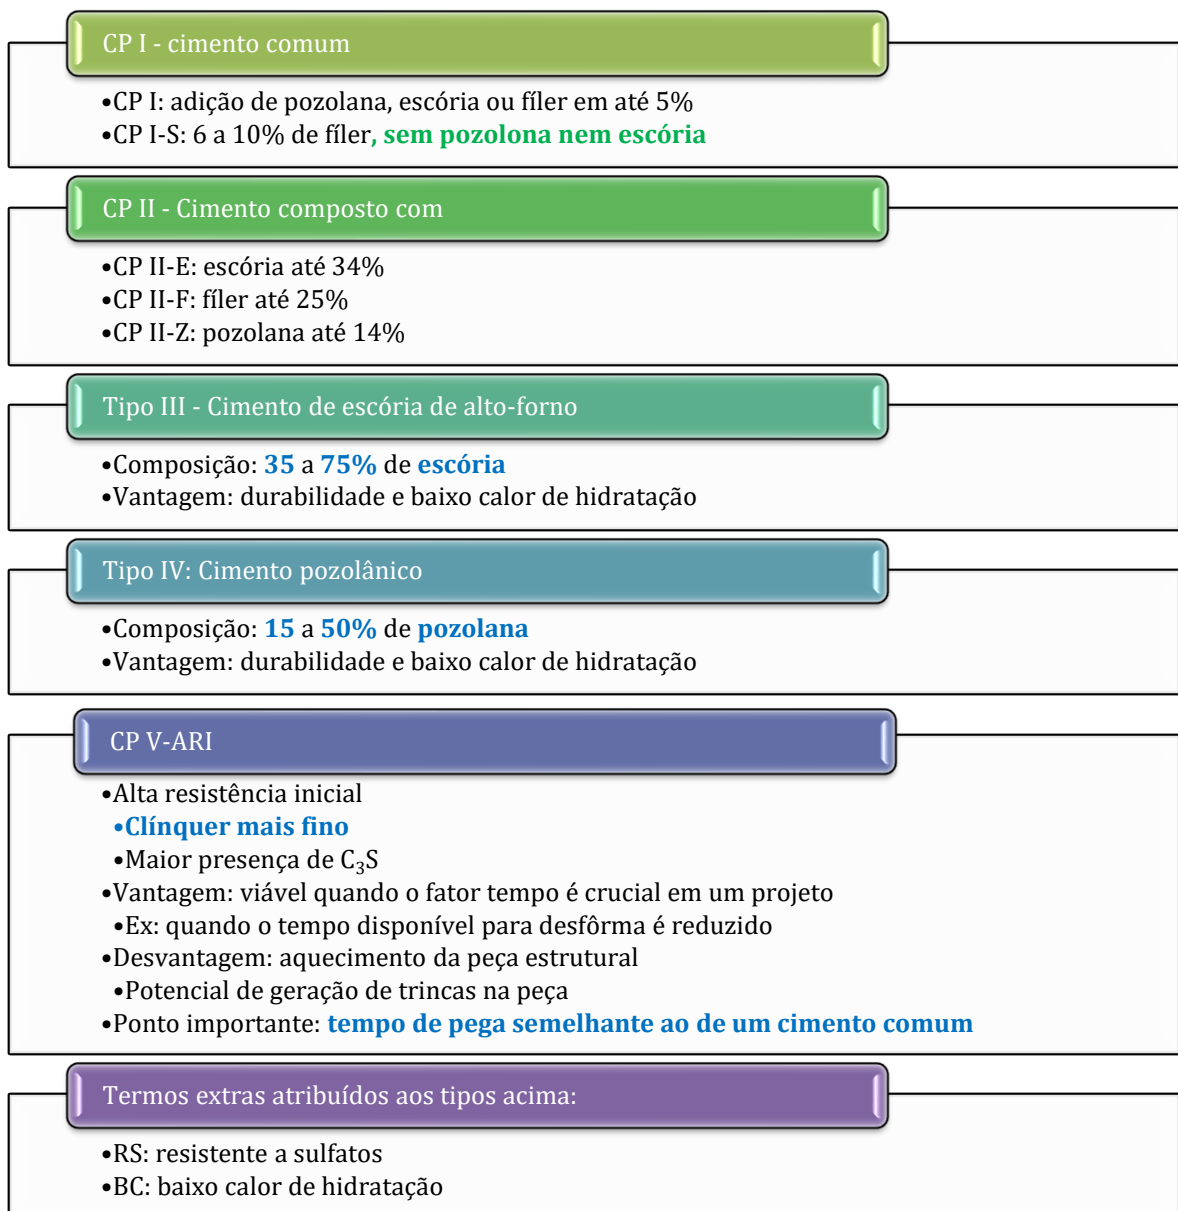 CP I - cimento comum
•CP I: adição de pozolana, escória ou fíler em até 5%
•CP I-S: 6 a 10% de fíler, sem pozolona nem escória
CP II - Cimento composto com
•CP II-E: escória até 34%
•CP II-F: fíler até 25%
•CP II-Z: pozolana até 14%
Tipo III - Cimento de escória de alto-forno
•Composição: 35 a 75% de escória
•Vantagem: durabilidade e baixo calor de hidratação
Tipo IV: Cimento pozolânico
•Composição: 15 a 50% de pozolana
•Vantagem: durabilidade e baixo calor de hidratação
CP V-ARI
•Alta resistência inicial
•Clínquer mais fino
•Maior presença de C₃S
•Vantagem: viável quando o fator tempo é crucial em um projeto
•Ex: quando o tempo disponível para desfôrma é reduzido
•Desvantagem: aquecimento da peça estrutural
•Potencial de geração de trincas na peça
•Ponto importante: tempo de pega semelhante ao de um cimento comum
Termos extras atribuídos aos tipos acima:
•RS: resistente a sulfatos
•BC: baixo calor de hidratação